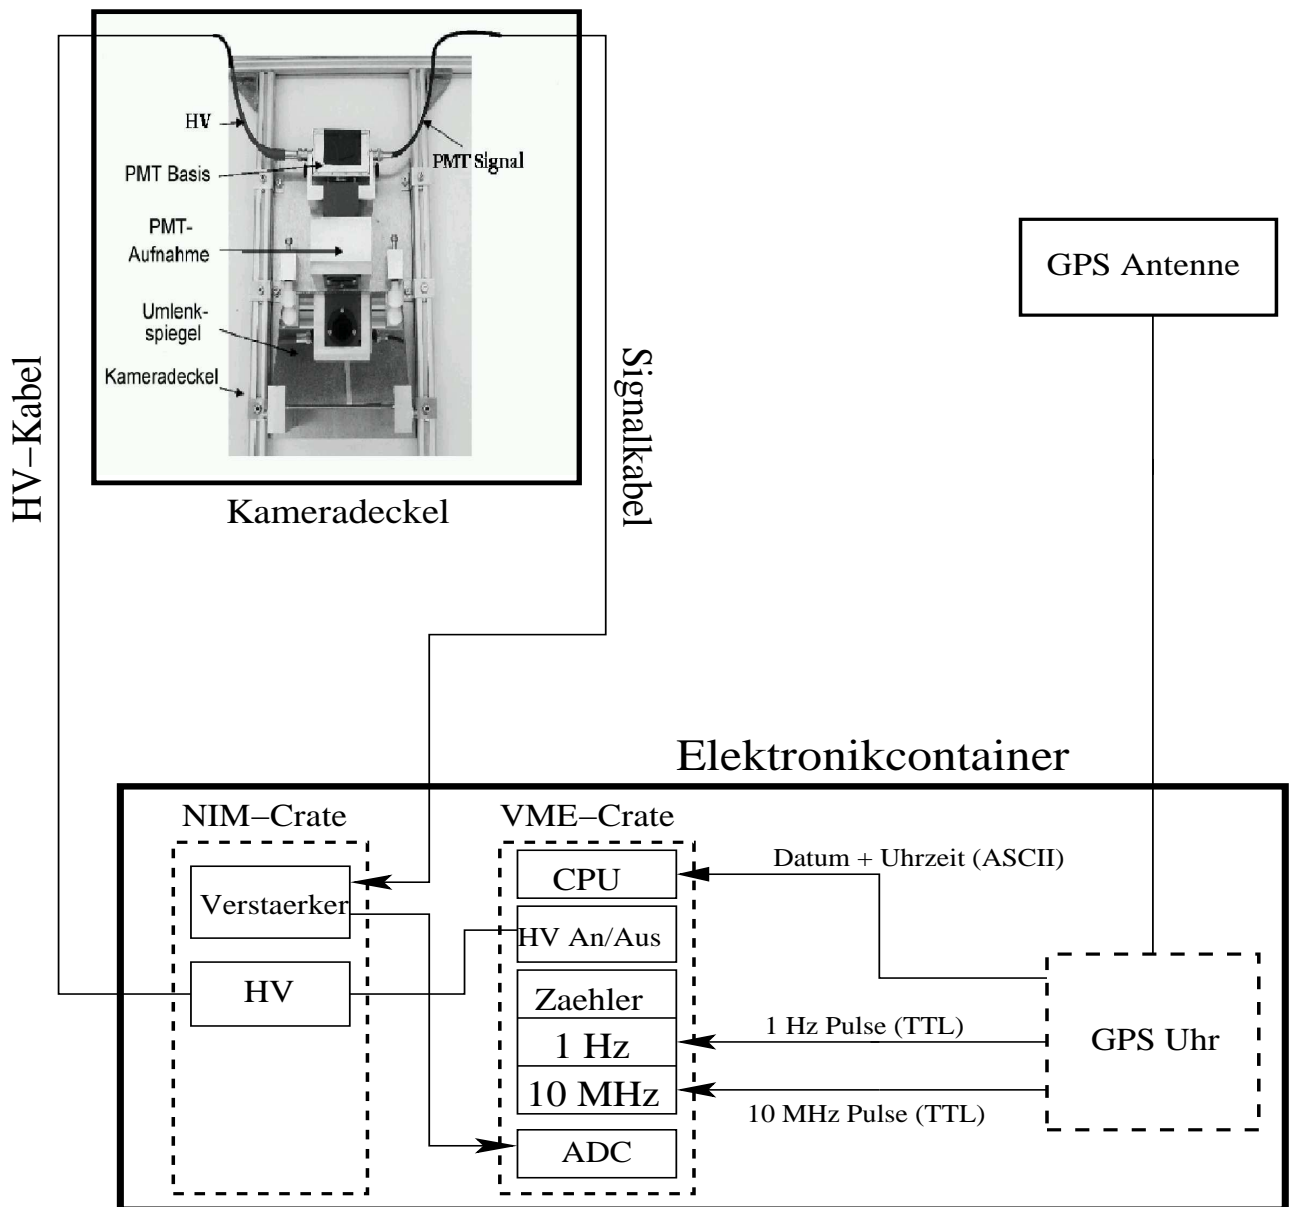 HV
PMT Signal
PMT Basis
PMT-
Aufnahme
Umlenk-
spiegel
Kameradeckel
HV–Kabel
Signalkabel
Kameradeckel
GPS Antenne
Elektronikcontainer
NIM–Crate
VME–Crate
Verstaerker
HV
CPU
HV An/Aus
Zaehler
1 Hz
10 MHz
ADC
Datum + Uhrzeit (ASCII)
1 Hz Pulse (TTL)
10 MHz Pulse (TTL)
GPS Uhr